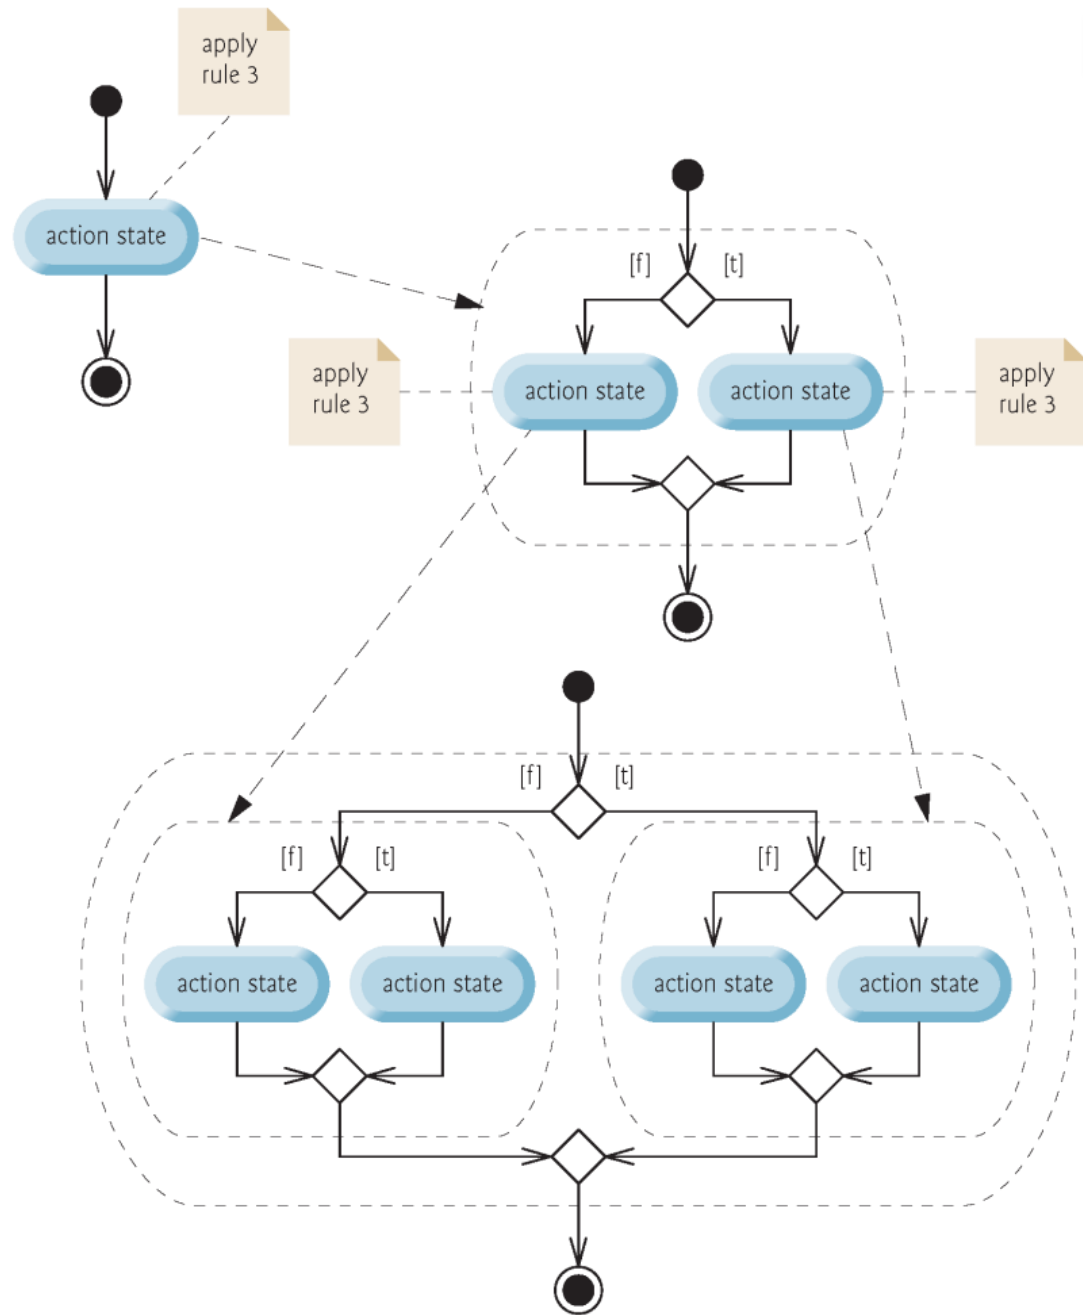 apply
rule 3
action state
[f] [t]
apply
rule 3
action state
action state
apply
rule 3
[f] [t]
[f] [t]
[f] [t]
action state
action state
action state
action state